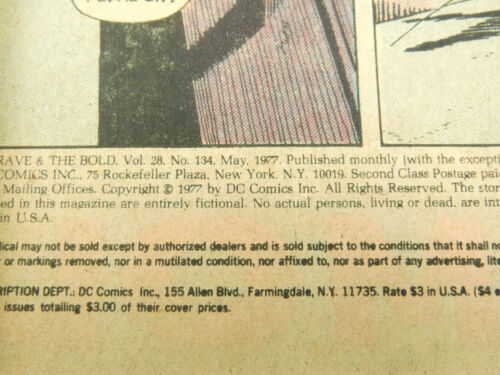 RAVE & THE BOLD. Vol. 28, No. 134, May, 1977. Published monthly (with the excepti
COMICS INC., 75 Rockefeller Plaza, New York, N.Y. 10019. Second Class Postage paid
Mailing Offices. Copyright © 1977 by DC Comics Inc. All Rights Reserved. The stor
ed in this magazine are entirely fictional. No actual persons, living or dead, are int
in U.S.A.
dical may not be sold except by authorized dealers and is sold subject to the conditions that it shall no
or markings removed, nor in a mutilated condition, nor affixed to, nor as part of any advertising, lite
RIPTION DEPT.: DC Comics Inc., 155 Allen Blvd., Farmingdale, N.Y. 11735. Rate $3 in U.S.A. ($4 e
issues totalling $3.00 of their cover prices.